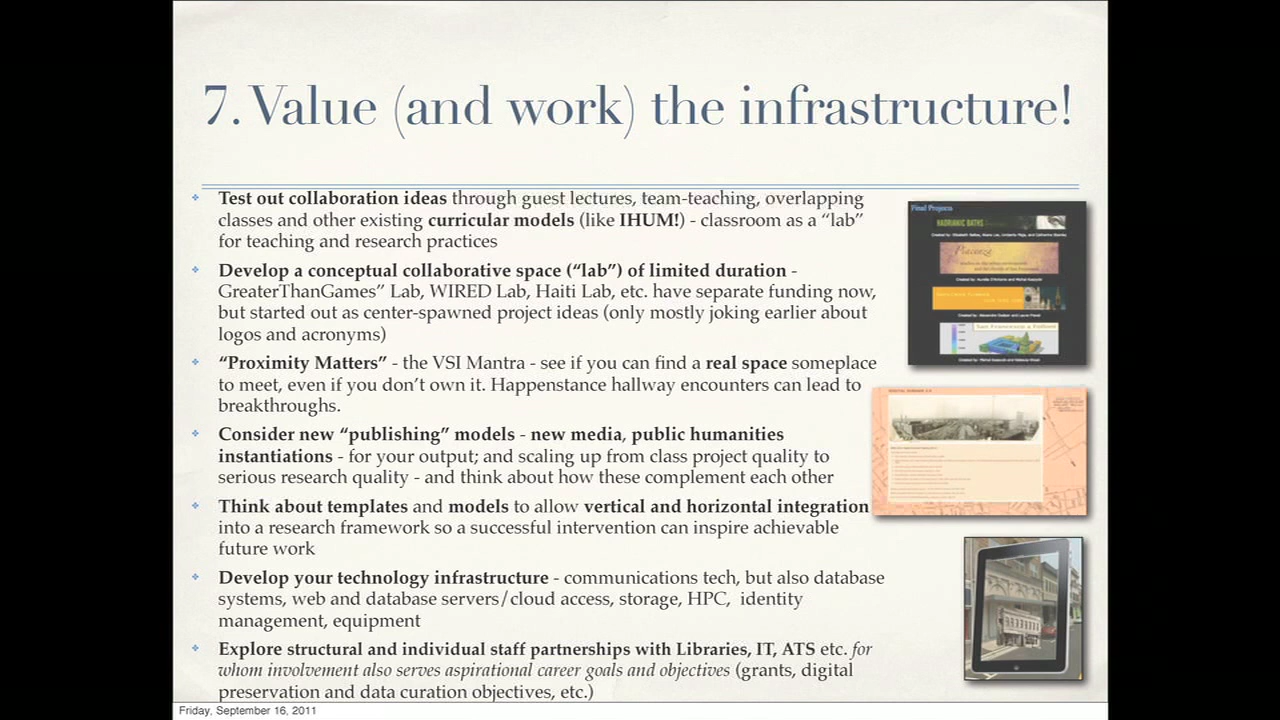 7. Value (and work) the infrastructure!
Test out collaboration ideas through guest lectures, team-teaching, overlapping
classes and other existing curricular models (like IHUM!) - classroom as a “lab”
for teaching and research practices
Develop a conceptual collaborative space (“lab”) of limited duration -
GreaterThanGames” Lab, WIRED Lab, Haiti Lab, etc. have separate funding now,
but started out as center-spawned project ideas (only mostly joking earlier about
logos and acronyms)
“Proximity Matters” - the VSI Mantra - see if you can find a real space someplace
to meet, even if you don’t own it. Happenstance hallway encounters can lead to
breakthroughs.
Consider new “publishing” models - new media, public humanities
instantiations - for your output; and scaling up from class project quality to
serious research quality - and think about how these complement each other
Think about templates and models to allow vertical and horizontal integration
into a research framework so a successful intervention can inspire achievable
future work
Develop your technology infrastructure - communications tech, but also database
systems, web and database servers/cloud access, storage, HPC, identity
management, equipment
Explore structural and individual staff partnerships with Libraries, IT, ATS etc. for
whom involvement also serves aspirational career goals and objectives (grants, digital
preservation and data curation objectives, etc.)
Final Projects
HADRIANIC BATHS
Piacenza
San Francesco a Folloni
Friday, September 16, 2011